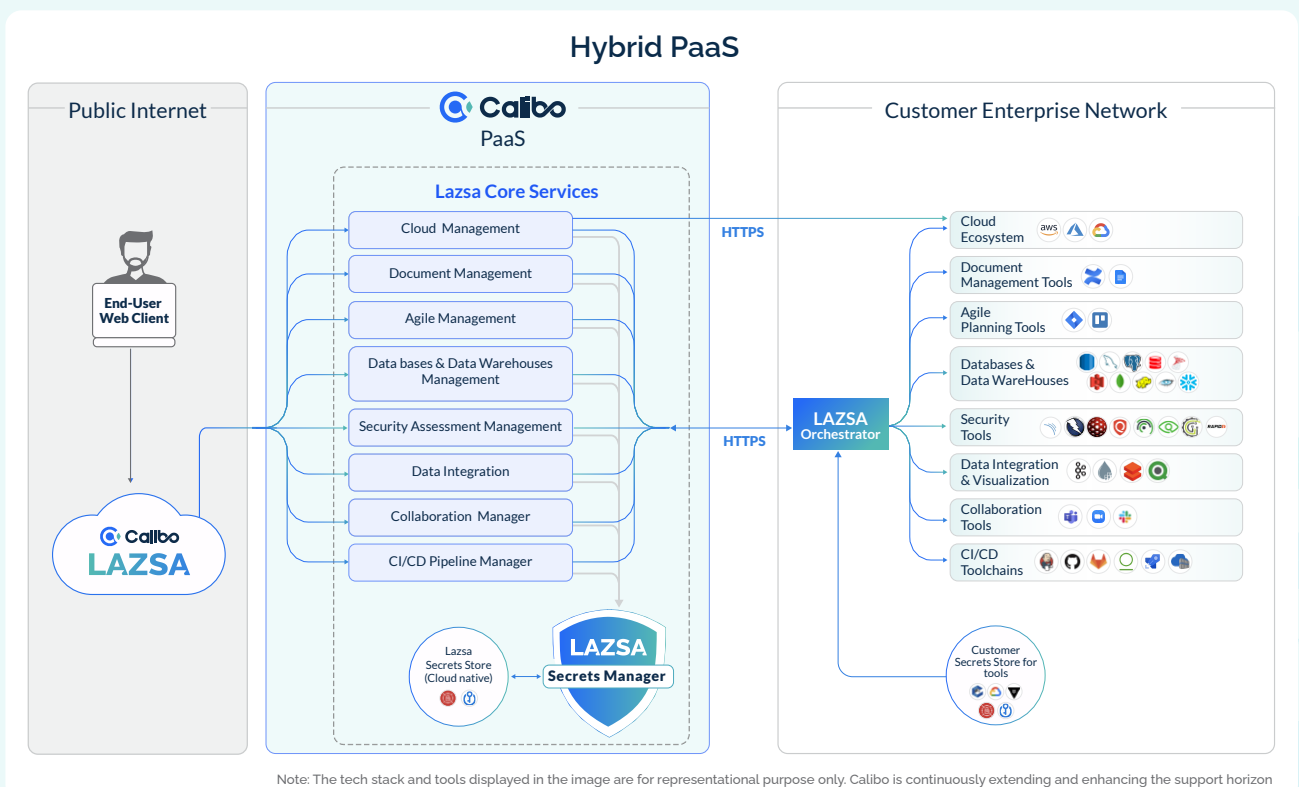 Hybrid PaaS
Public Internet
Calibo
PaaS
Customer Enterprise Network
Lazsa Core Services
End-User
Web Client
Calibo
LAZSA
Cloud Management
Document Management
Agile Management
Data bases & Data Warehouses
Management
Security Assessment Management
Data Integration
Collaboration Manager
CI/CD Pipeline Manager
Lazsa
Secrets Store
(Cloud native)
LAZSA
Secrets Manager
HTTPS
HTTPS
LAZSA
Orchestrator
Cloud
Ecosystem
aws
Document
Management Tools
Agile
Planning Tools
Databases &
Data WareHouses
Security
Tools
RAPID7
Data Integration
& Visualization
Collaboration
Tools
CI/CD
Toolchains
Customer
Secrets Store for
tools
Note: The tech stack and tools displayed in the image are for representational purpose only. Calibo is continuously extending and enhancing the support horizon